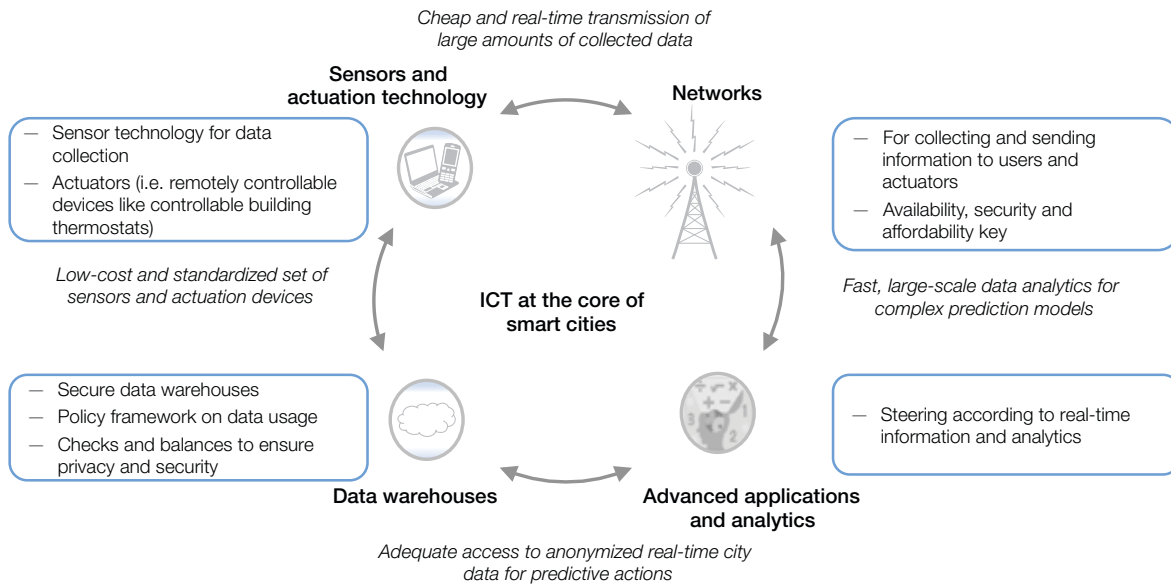 Cheap and real-time transmission of
large amounts of collected data
Sensors and
actuation technology
Networks
— Sensor technology for data
collection
— Actuators (i.e. remotely controllable
devices like controllable building
thermostats)
— For collecting and sending
information to users and
actuators
— Availability, security and
affordability key
Low-cost and standardized set of
sensors and actuation devices
ICT at the core of
smart cities
Fast, large-scale data analytics for
complex prediction models
— Secure data warehouses
— Policy framework on data usage
— Checks and balances to ensure
privacy and security
÷ √ ×
+ −
3 1
2
— Steering according to real-time
information and analytics
Data warehouses
Advanced applications
and analytics
Adequate access to anonymized real-time city
data for predictive actions